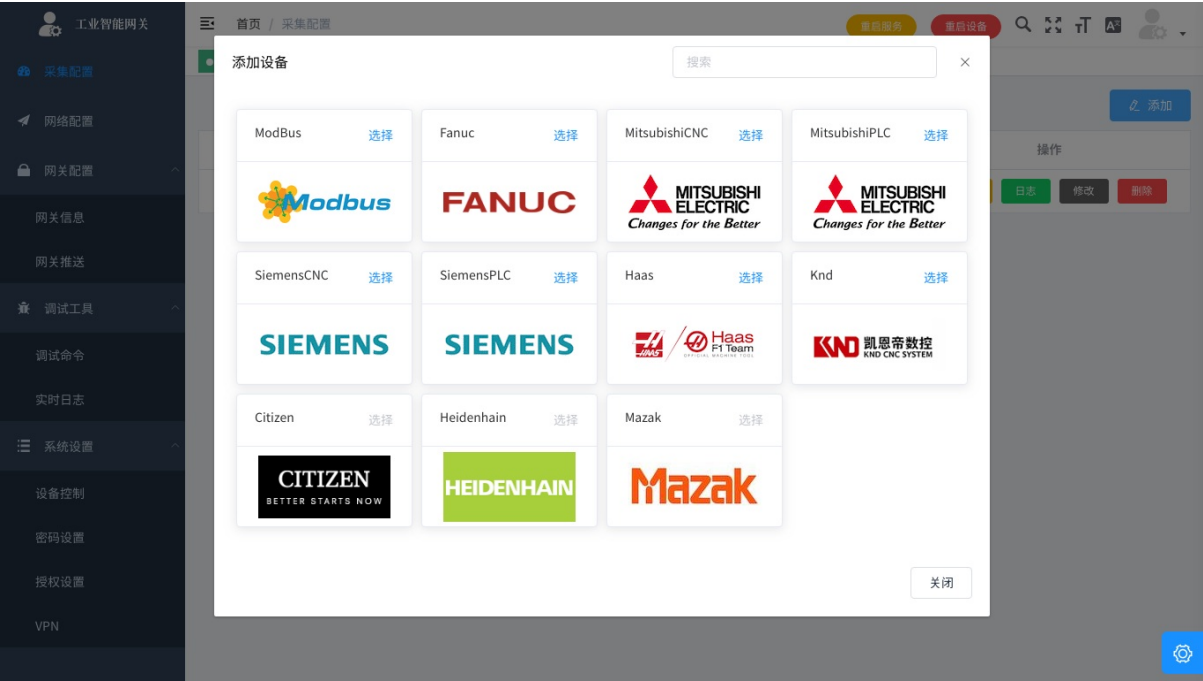 工业智能网关
首页 / 采集配置
重启服务
重启设备
采集配置
网络配置
网关配置
网关信息
网关推送
调试工具
调试命令
实时日志
系统设置
设备控制
密码设置
授权设置
VPN
添加设备
搜索
添加
操作
日志
修改
删除
ModBus 选择
Fanuc 选择
MitsubishiCNC 选择
MitsubishiPLC 选择
Modbus
FANUC
MITSUBISHI
ELECTRIC
Changes for the Better
MITSUBISHI
ELECTRIC
Changes for the Better
SiemensCNC 选择
SiemensPLC 选择
Haas 选择
Knd 选择
SIEMENS
SIEMENS
HAAS
Haas
F1 Team
OFFICIAL MACHINE TOOL
KND 凯恩帝数控
KND CNC SYSTEM
Citizen 选择
Heidenhain 选择
Mazak 选择
CITIZEN
BETTER STARTS NOW
HEIDENHAIN
Mazak
关闭